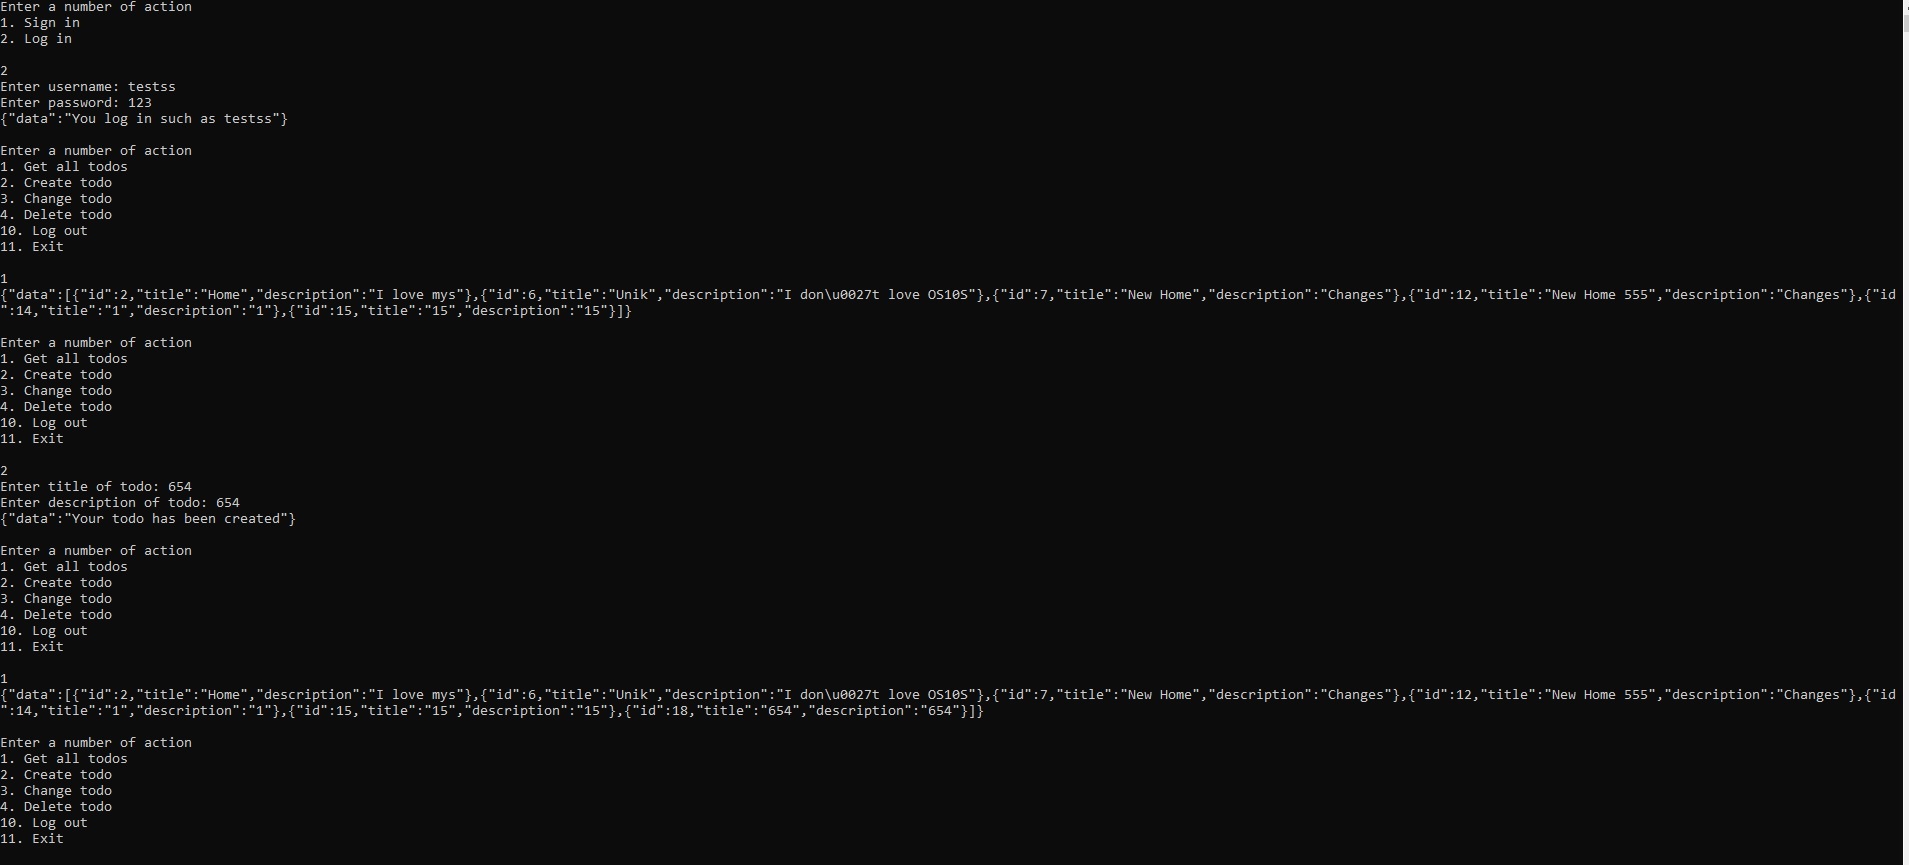 Enter a number of action
1. Sign in
2. Log in
2
Enter username: testss
Enter password: 123
{"data":"You log in such as testss"}
Enter a number of action
1. Get all todos
2. Create todo
3. Change todo
4. Delete todo
10. Log out
11. Exit
1
{"data":[{"id":2,"title":"Home","description":"I love mys"},{"id":6,"title":"Unik","description":"I don\u0027t love OS10S"},{"id":7,"title":"New Home","description":"Changes"},{"id":12,"title":"New Home 555","description":"Changes"},{"id
":14,"title":"1","description":"1"},{"id":15,"title":"15","description":"15"}]}
Enter a number of action
1. Get all todos
2. Create todo
3. Change todo
4. Delete todo
10. Log out
11. Exit
2
Enter title of todo: 654
Enter description of todo: 654
{"data":"Your todo has been created"}
Enter a number of action
1. Get all todos
2. Create todo
3. Change todo
4. Delete todo
10. Log out
11. Exit
1
{"data":[{"id":2,"title":"Home","description":"I love mys"},{"id":6,"title":"Unik","description":"I don\u0027t love OS10S"},{"id":7,"title":"New Home","description":"Changes"},{"id":12,"title":"New Home 555","description":"Changes"},{"id
":14,"title":"1","description":"1"},{"id":15,"title":"15","description":"15"},{"id":18,"title":"654","description":"654"}]}
Enter a number of action
1. Get all todos
2. Create todo
3. Change todo
4. Delete todo
10. Log out
11. Exit